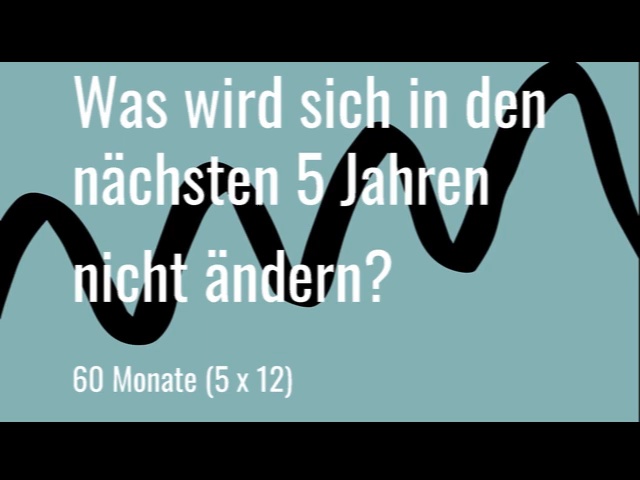 Was wird sich in den
nächsten 5 Jahren
nicht ändern?
60 Monate (5 x 12)